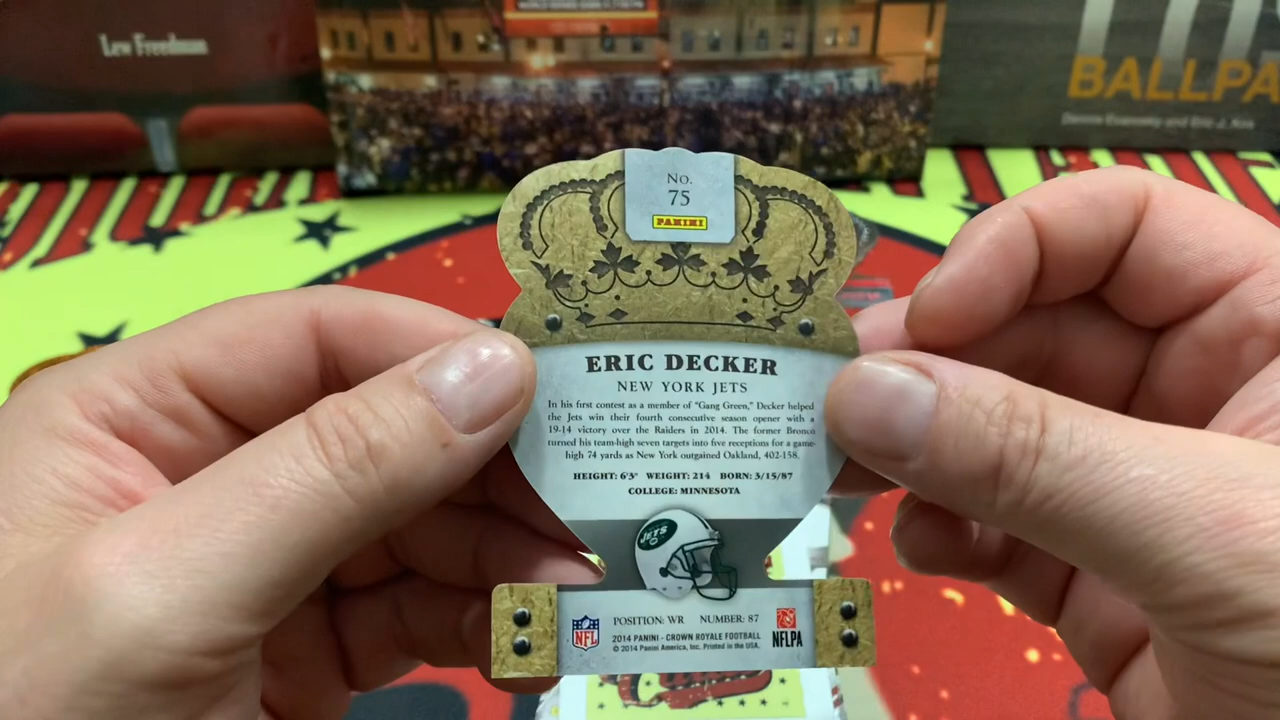 Lew Freedman
BALLPA
No.
75
PANINI
ERIC DECKER
NEW YORK JETS
In his first contest as a member of "Gang Green," Decker helped
the Jets win their fourth consecutive season opener with a
19-14 victory over the Raiders in 2014. The former Bronco
turned his team-high seven targets into five receptions for a game-
high 74 yards as New York outgained Oakland, 402-158.
HEIGHT: 6'3" WEIGHT: 214 BORN: 3/15/87
COLLEGE: MINNESOTA
JETS
NFL
POSITION: WR NUMBER: 87
2014 PANINI - CROWN ROYALE FOOTBALL
© 2014 Panini America, Inc. Printed in the USA.
NFLPA